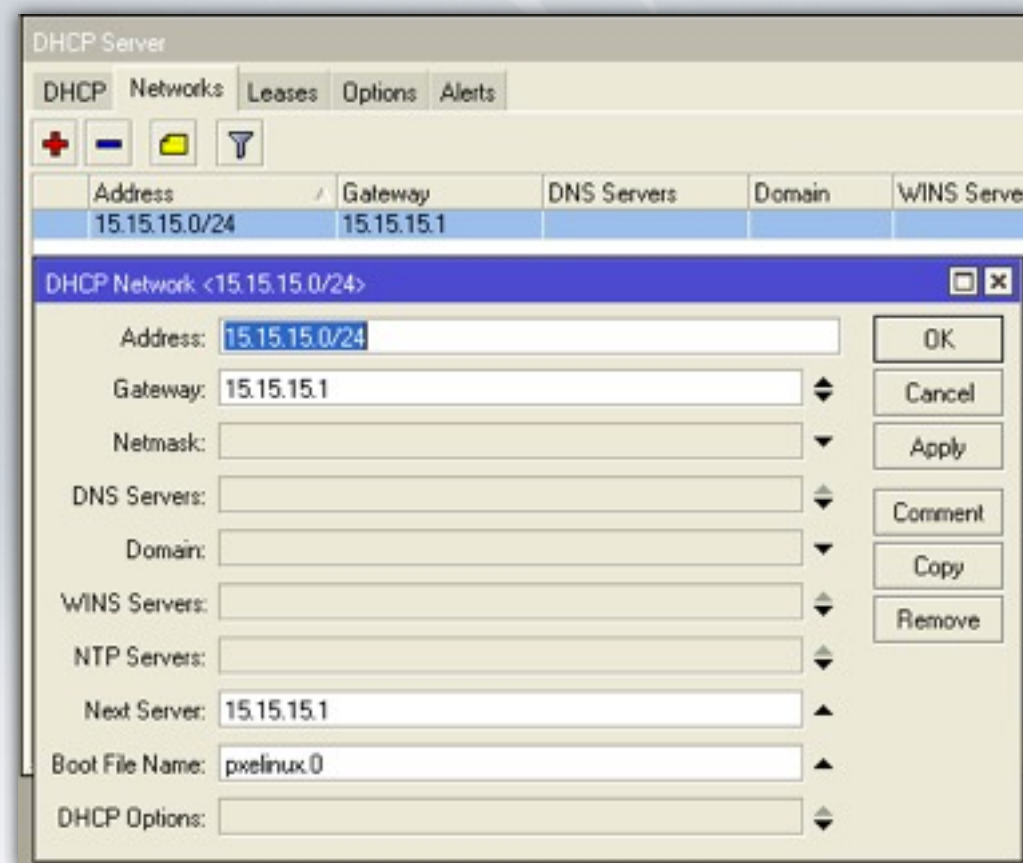 DHCP Server
DHCP Networks Leases Options Alerts
Address Gateway DNS Servers Domain WINS Serve
15.15.15.0/24 15.15.15.1
DHCP Network <15.15.15.0/24>
Address: 15.15.15.0/24 OK
Gateway: 15.15.15.1 Cancel
Netmask: Apply
DNS Servers:
Comment
Domain:
Copy
WINS Servers:
Remove
NTP Servers:
Next Server: 15.15.15.1
Boot File Name: pxelinux.0
DHCP Options: